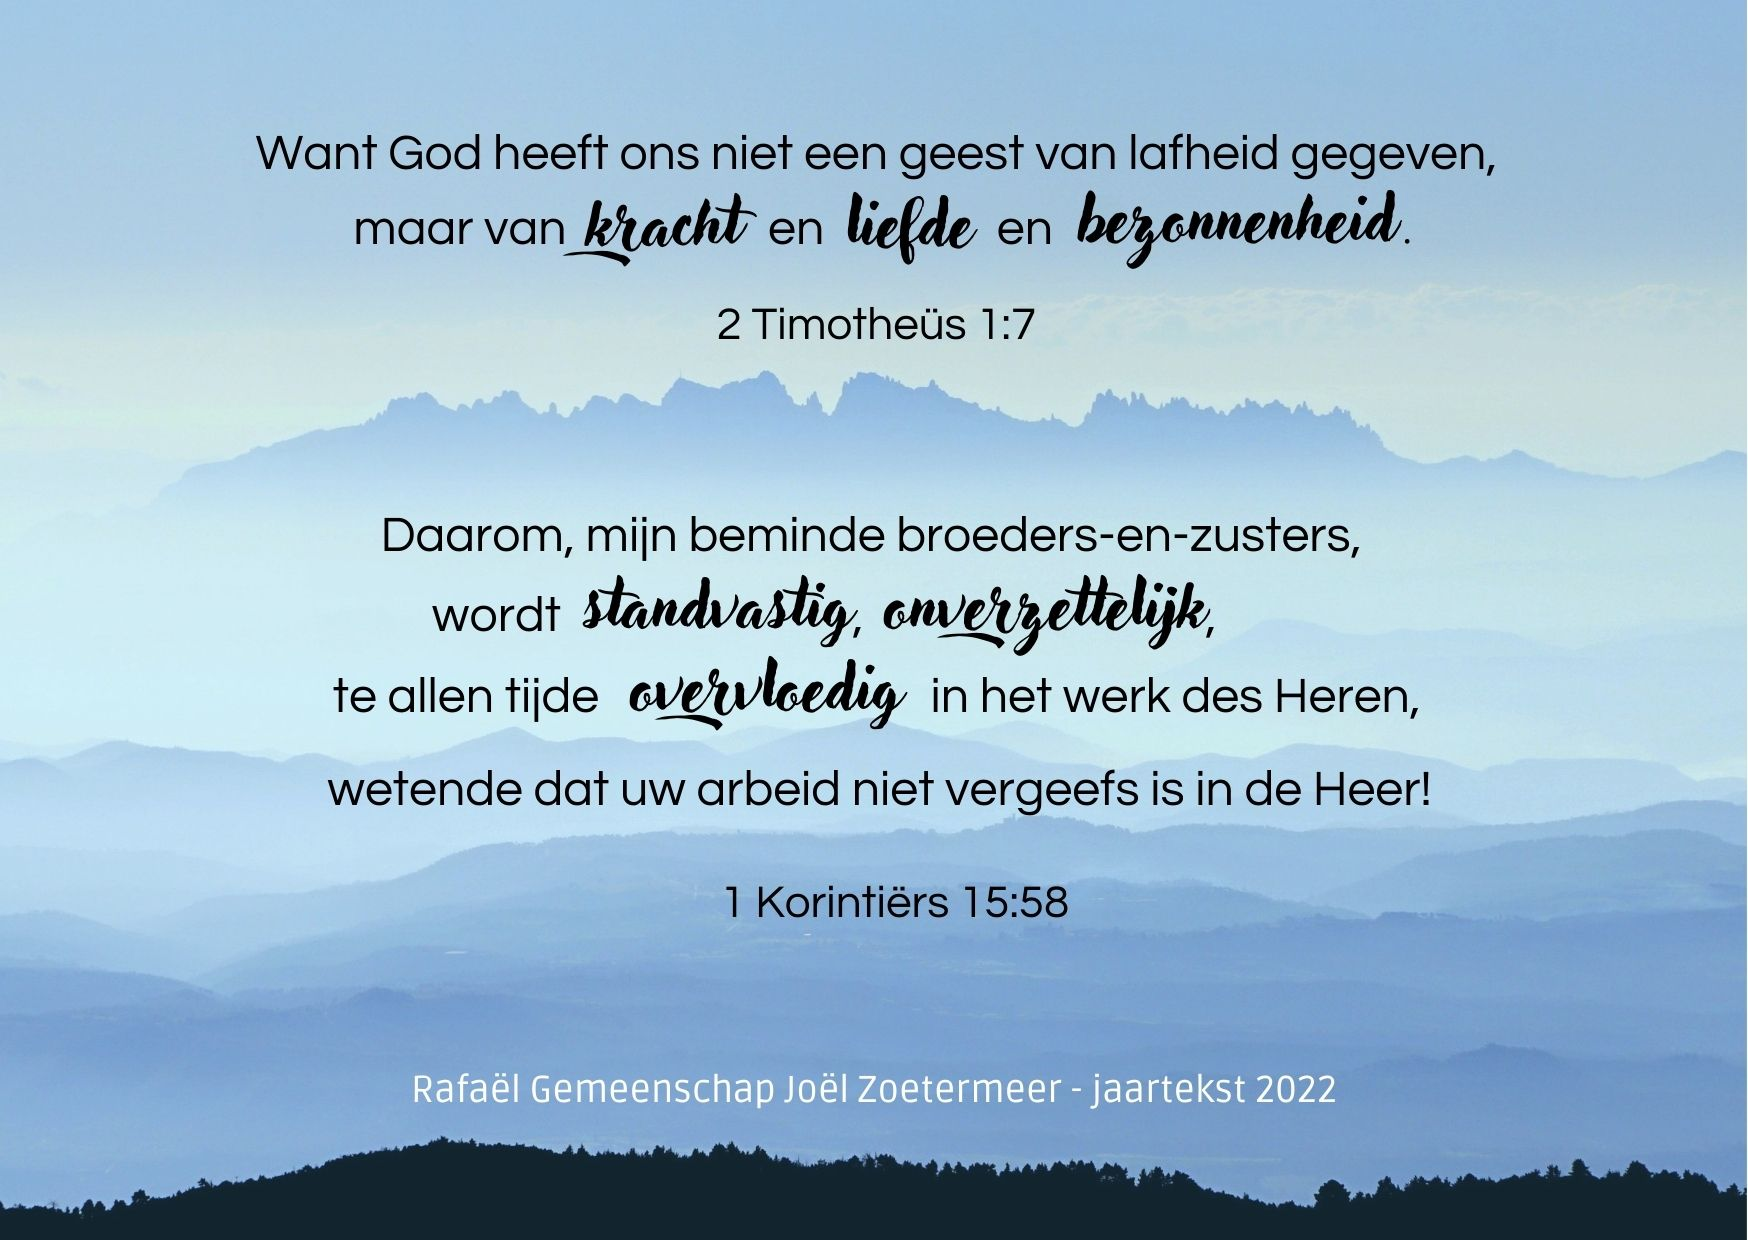 Want God heeft ons niet een geest van lafheid gegeven,
maar van kracht en liefde en bezonnenheid.
2 Timotheüs 1:7
Daarom, mijn beminde broeders-en-zusters,
wordt standvastig, onverzettelijk,
te allen tijde overvloedig in het werk des Heren,
wetende dat uw arbeid niet vergeefs is in de Heer!
1 Korintiërs 15:58
Rafaël Gemeenschap Joël Zoetermeer - jaartekst 2022